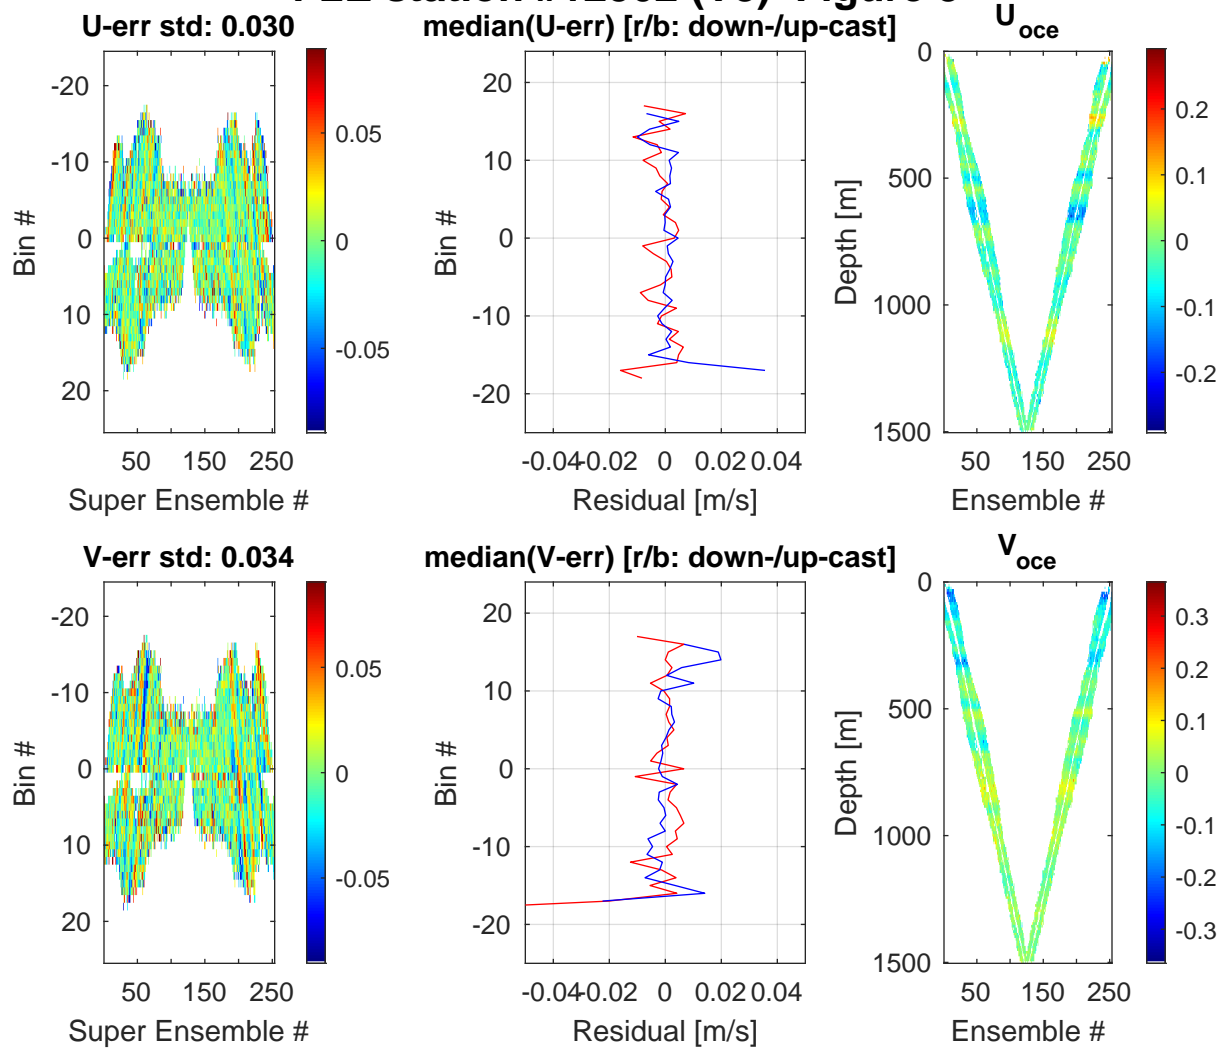 U-err std: 0.030
-20
-10
0
10
20
50 150 250
Super Ensemble #
Bin #
0.05
0
-0.05
median(U-err) [r/b: down-/up-cast]
20
10
0
-10
-20
-0.04 -0.02 0 0.02 0.04
Residual [m/s]
Bin #
U_oce
0
500
1000
1500
50 150 250
Ensemble #
Depth [m]
0.2
0.1
0
-0.1
-0.2
V-err std: 0.034
-20
-10
0
10
20
50 150 250
Super Ensemble #
Bin #
0.05
0
-0.05
median(V-err) [r/b: down-/up-cast]
20
10
0
-10
-20
-0.04 -0.02 0 0.02 0.04
Residual [m/s]
Bin #
V_oce
0
500
1000
1500
50 150 250
Ensemble #
Depth [m]
0.3
0.2
0.1
0
-0.1
-0.2
-0.3